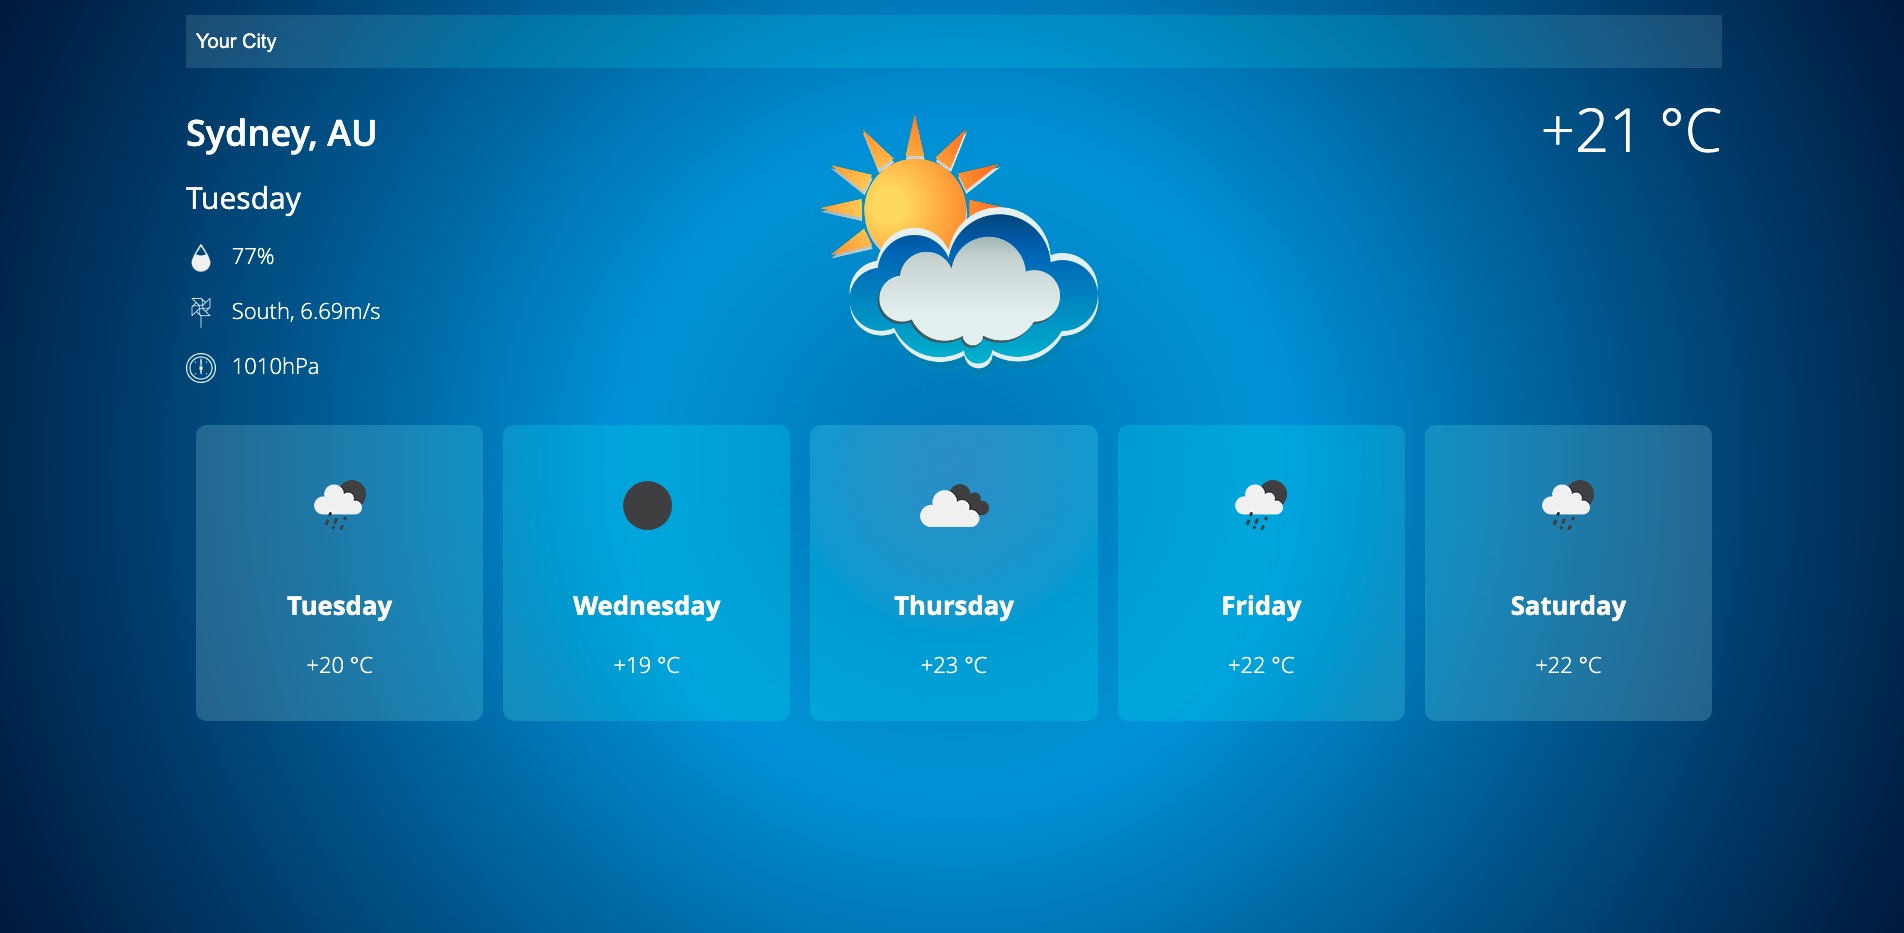 Your City
Sydney, AU
+21 °C
Tuesday
77%
South, 6.69m/s
1010hPa
Tuesday
+20 °C
Wednesday
+19 °C
Thursday
+23 °C
Friday
+22 °C
Saturday
+22 °C